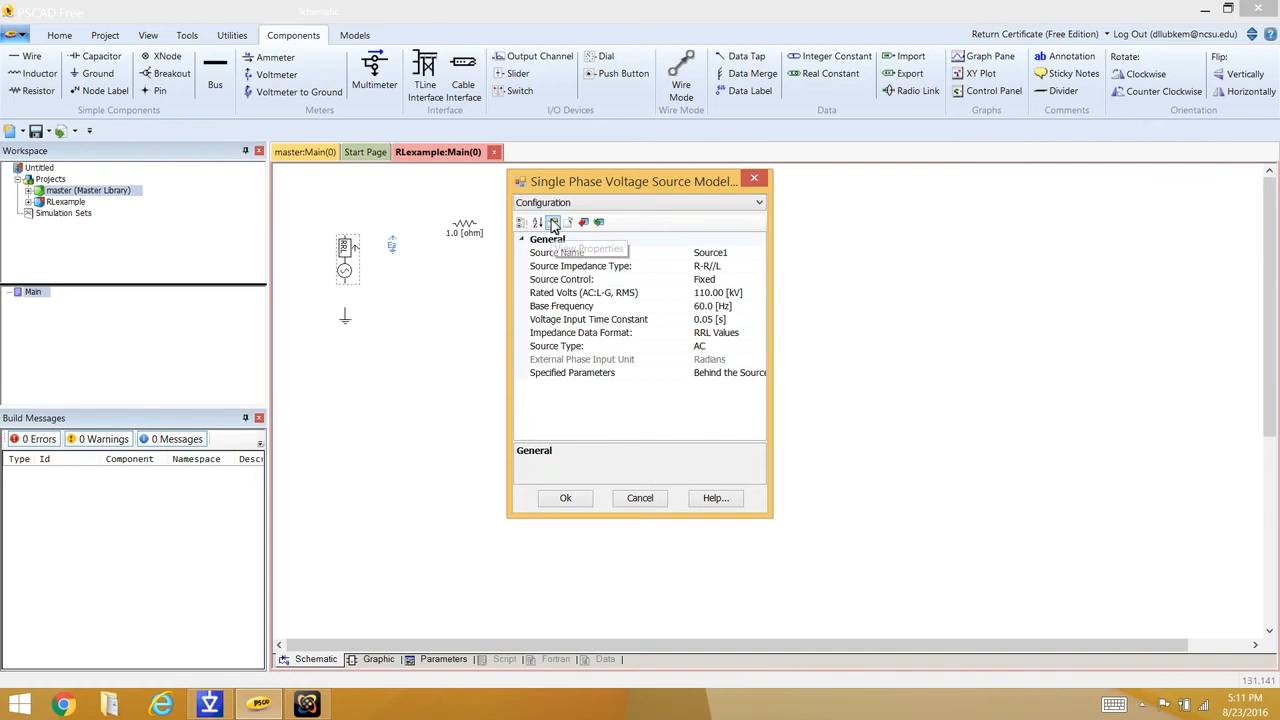 PSCAD Free
Schematic
Home Project View Tools Utilities Components Models
Return Certificate (Free Edition) Log Out (dllubkem@ncsu.edu)
Wire Capacitor XNode
Inductor Ground Breakout
Resistor Node Label Pin
Simple Components
Bus
Ammeter
Voltmeter
Voltmeter to Ground
Multimeter
Meters
TLine Interface
Cable Interface
Interface
Output Channel Dial
Slider Push Button
Switch
I/O Devices
Wire Mode
Wire Mode
Data Tap Integer Constant Import
Data Merge Real Constant Export
Data Label Radio Link
Data
Graph Pane
XY Plot
Control Panel
Graphs
Annotation
Sticky Notes
Divider
Comments
Rotate: Flip:
Clockwise Vertically
Counter Clockwise Horizontally
Orientation
Workspace
Untitled
Projects
master (Master Library)
RLexample
Simulation Sets
Main
Build Messages
0 Errors 0 Warnings 0 Messages
Type Id Component Namespace Descr
master:Main(0) Start Page RLexample:Main(0) x
RRL
Ea
1.0 [ohm]
Single Phase Voltage Source Model...
Configuration
General
View Properties
Source Name Source1
Source Impedance Type: R-R//L
Source Control: Fixed
Rated Volts (AC:L-G, RMS) 110.00 [kV]
Base Frequency 60.0 [Hz]
Voltage Input Time Constant 0.05 [s]
Impedance Data Format: RRL Values
Source Type: AC
External Phase Input Unit Radians
Specified Parameters Behind the Source
General
Ok Cancel Help...
Schematic Graphic Parameters Script Fortran Data
131,141
PSCAD
5:11 PM
8/23/2016